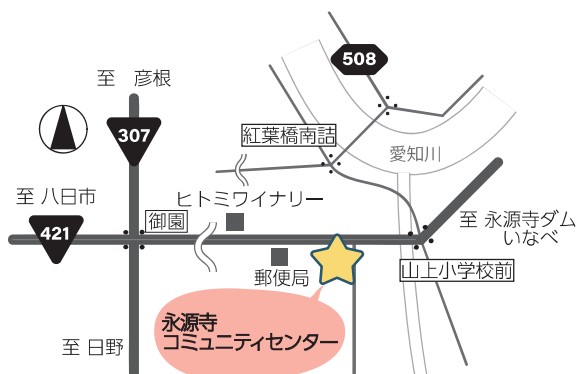 508
至 彦根
307
紅葉橋南詰
愛知川
至 八日市
ヒトミワイナリー
御園
421
至 永源寺ダム
いなべ
郵便局
山上小学校前
永源寺
コミュニティセンター
至 日野